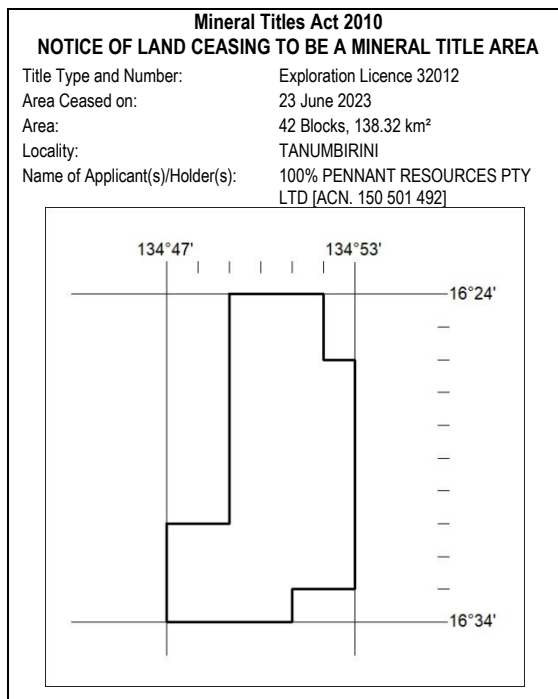 Mineral Titles Act 2010
NOTICE OF LAND CEASING TO BE A MINERAL TITLE AREA
Title Type and Number: Exploration Licence 32012
Area Ceased on: 23 June 2023
Area: 42 Blocks, 138.32 km²
Locality: TANUMBIRINI
Name of Applicant(s)/Holder(s): 100% PENNANT RESOURCES PTY
LTD [ACN. 150 501 492]
134°47' 134°53'
16°24'
16°34'